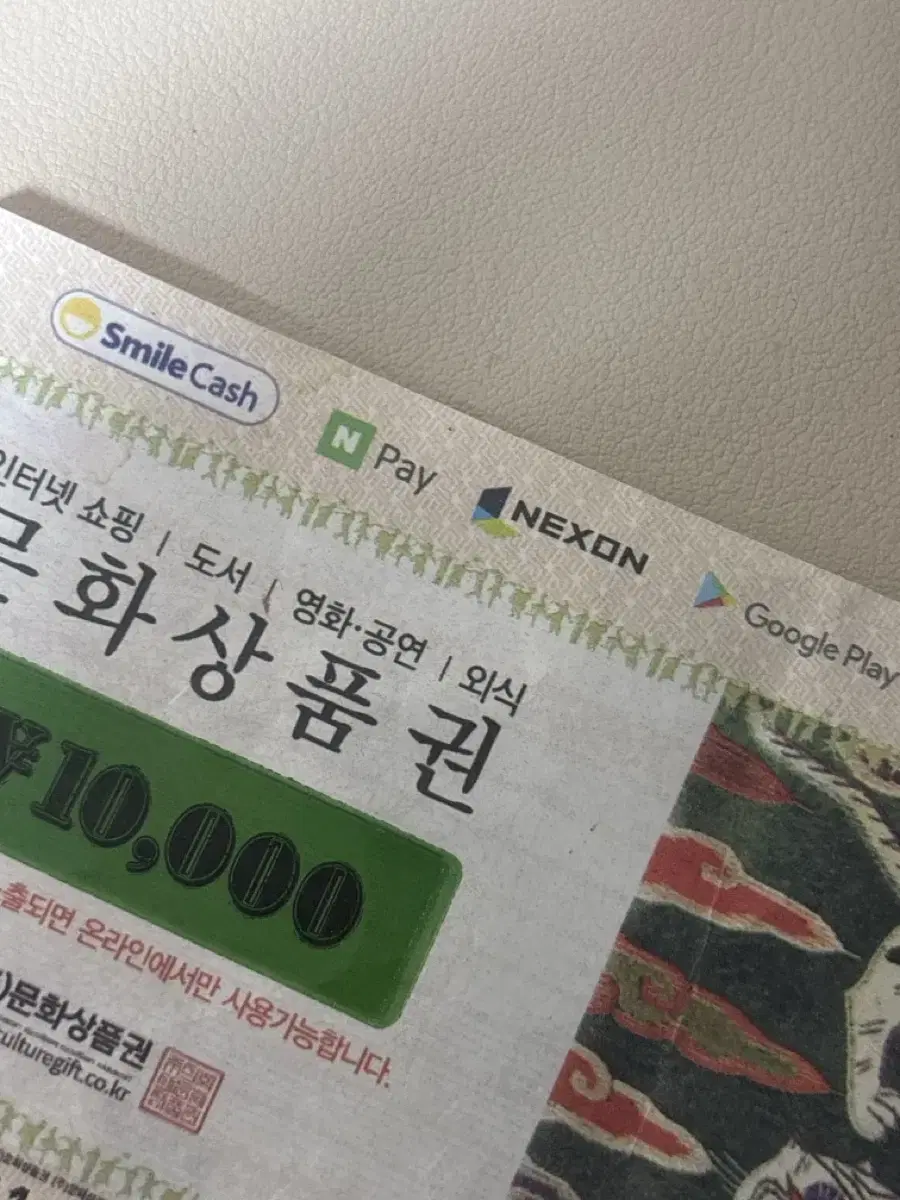 Smile Cash
N Pay
NEXON
Google Play
인터넷 쇼핑 | 도서 | 영화·공연 | 외식
문화상품권
₩10,000
출되면 온라인에서만 사용가능합니다.
)문화상품권
culturegift.co.kr